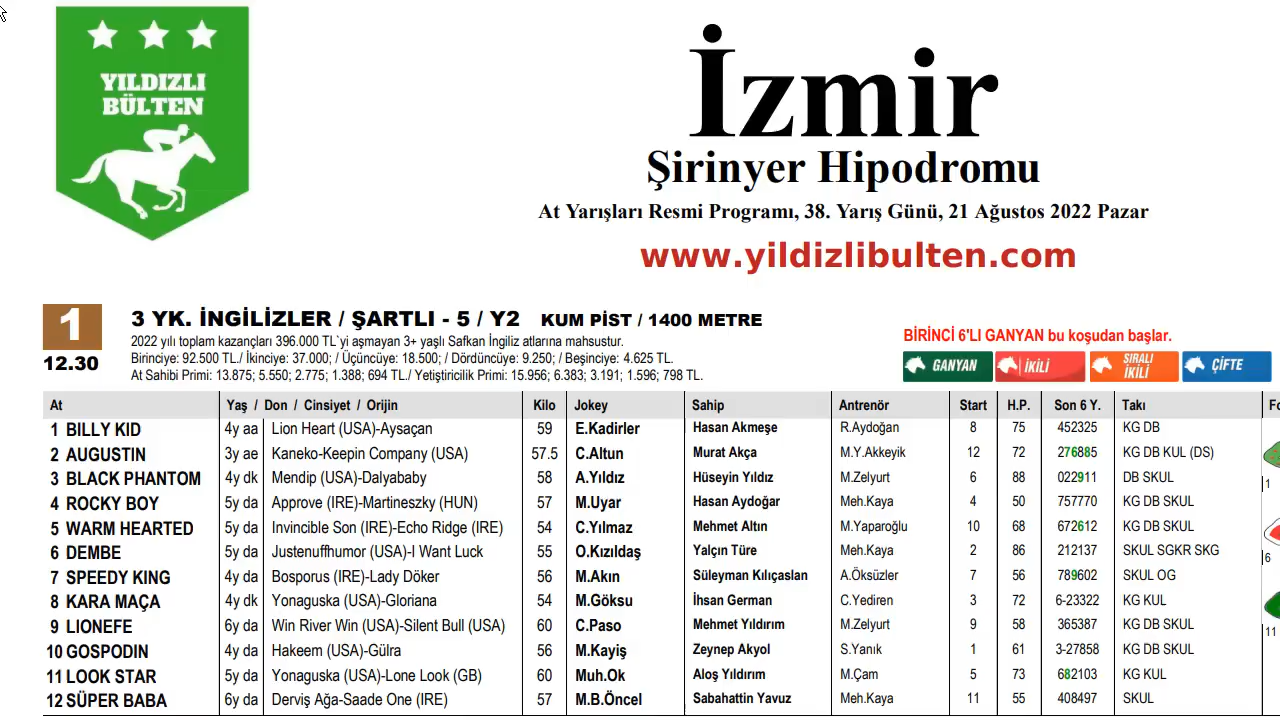 YILDIZLI
BÜLTEN
İzmir
Şirinyer Hipodromu
At Yarışları Resmi Programı, 38. Yarış Günü, 21 Ağustos 2022 Pazar
www.yildizlibulten.com
1
12.30
3 YK. İNGİLİZLER / ŞARTLI - 5 / Y2 KUM PİST / 1400 METRE
2022 yılı toplam kazançları 396.000 TL`yi aşmayan 3+ yaşlı Safkan İngiliz atlarına mahsustur.
Birinciye: 92.500 TL./ İkinciye: 37.000; / Üçüncüye: 18.500; / Dördüncüye: 9.250; / Beşinciye: 4.625 TL.
At Sahibi Primi: 13.875; 5.550; 2.775; 1.388; 694 TL./ Yetiştiricilik Primi: 15.956; 6.383; 3.191; 1.596; 798 TL.
BİRİNCİ 6'LI GANYAN bu koşudan başlar.
GANYAN İKİLİ SIRALI İKİLİ ÇİFTE
At Yaş / Don / Cinsiyet / Orijin Kilo Jokey Sahip Antrenör Start H.P. Son 6 Y. Takı Fo
1 BILLY KID 4y aa Lion Heart (USA)-Aysaçan 59 E.Kadirler Hasan Akmeşe R.Aydoğan 8 75 452325 KG DB
2 AUGUSTIN 3y ae Kaneko-Keepin Company (USA) 57.5 C.Altun Murat Akça M.Y.Akkeyik 12 72 276885 KG DB KUL (DS)
3 BLACK PHANTOM 4y dk Mendip (USA)-Dalyababy 58 A.Yıldız Hüseyin Yıldız M.Zelyurt 6 88 022911 DB SKUL 1
4 ROCKY BOY 5y da Approve (IRE)-Martineszky (HUN) 57 M.Uyar Hasan Aydoğar Meh.Kaya 4 50 757770 KG DB SKUL
5 WARM HEARTED 5y da Invincible Son (IRE)-Echo Ridge (IRE) 54 C.Yılmaz Mehmet Altın M.Yaparoğlu 10 68 672612 KG DB SKUL
6 DEMBE 5y da Justenuffhumor (USA)-I Want Luck 55 O.Kızıldaş Yalçın Türe Meh.Kaya 2 86 212137 SKUL SGKR SKG 6
7 SPEEDY KING 4y da Bosporus (IRE)-Lady Döker 56 M.Akın Süleyman Kılıçaslan A.Öksüzler 7 56 789602 SKUL OG
8 KARA MAÇA 4y dk Yonaguska (USA)-Gloriana 54 M.Göksu İhsan German C.Yediren 3 72 6-23322 KG KUL
9 LIONEFE 6y da Win River Win (USA)-Silent Bull (USA) 60 C.Paso Mehmet Yıldırım M.Zelyurt 9 58 365387 KG DB SKUL 11
10 GOSPODIN 4y da Hakeem (USA)-Gülra 56 M.Kayiş Zeynep Akyol S.Yanık 1 61 3-27858 KG DB SKUL
11 LOOK STAR 5y da Yonaguska (USA)-Lone Look (GB) 60 Muh.Ok Aloş Yıldırım M.Çam 5 73 682103 KG KUL
12 SÜPER BABA 6y da Derviş Ağa-Saade One (IRE) 57 M.B.Öncel Sabahattin Yavuz Meh.Kaya 11 55 408497 SKUL